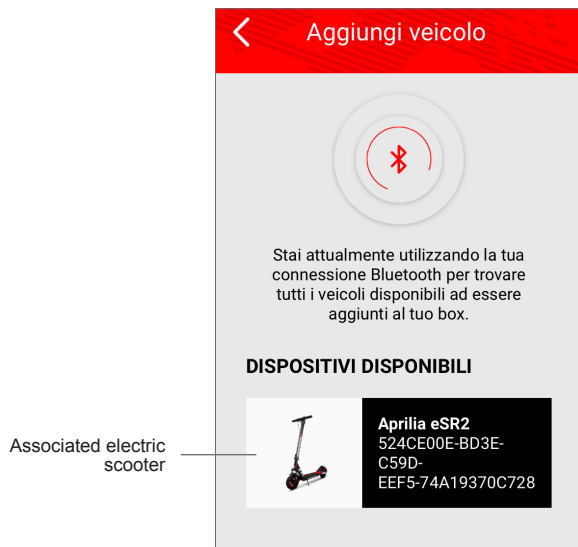 Aggiungi veicolo
Stai attualmente utilizzando la tua
connessione Bluetooth per trovare
tutti i veicoli disponibili ad essere
aggiunti al tuo box.
DISPOSITIVI DISPONIBILI
Associated electric
scooter
Aprilia eSR2
524CE00E-BD3E-
C59D-
EEF5-74A19370C728